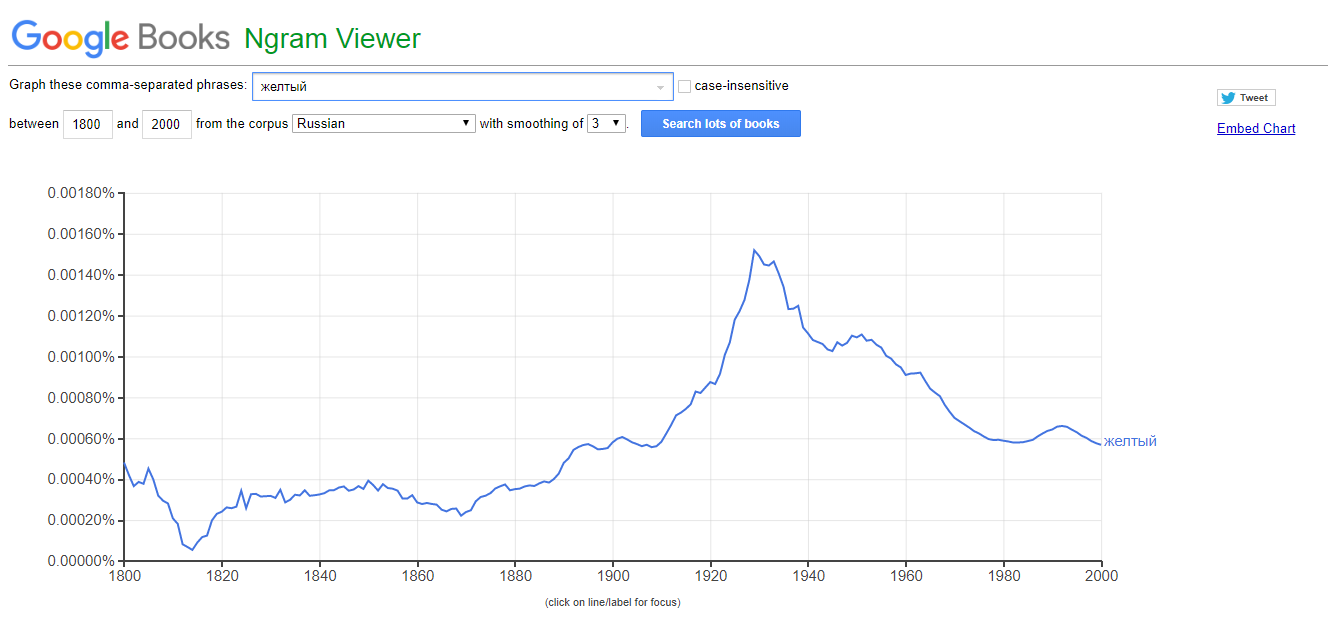 Google Books Ngram Viewer
Graph these comma-separated phrases: желтый case-insensitive
between 1800 and 2000 from the corpus Russian with smoothing of 3 . Search lots of books
Tweet
Embed Chart
0.00180%
0.00160%
0.00140%
0.00120%
0.00100%
0.00080%
0.00060%
0.00040%
0.00020%
0.00000%
желтый
1800 1820 1840 1860 1880 1900 1920 1940 1960 1980 2000
(click on line/label for focus)